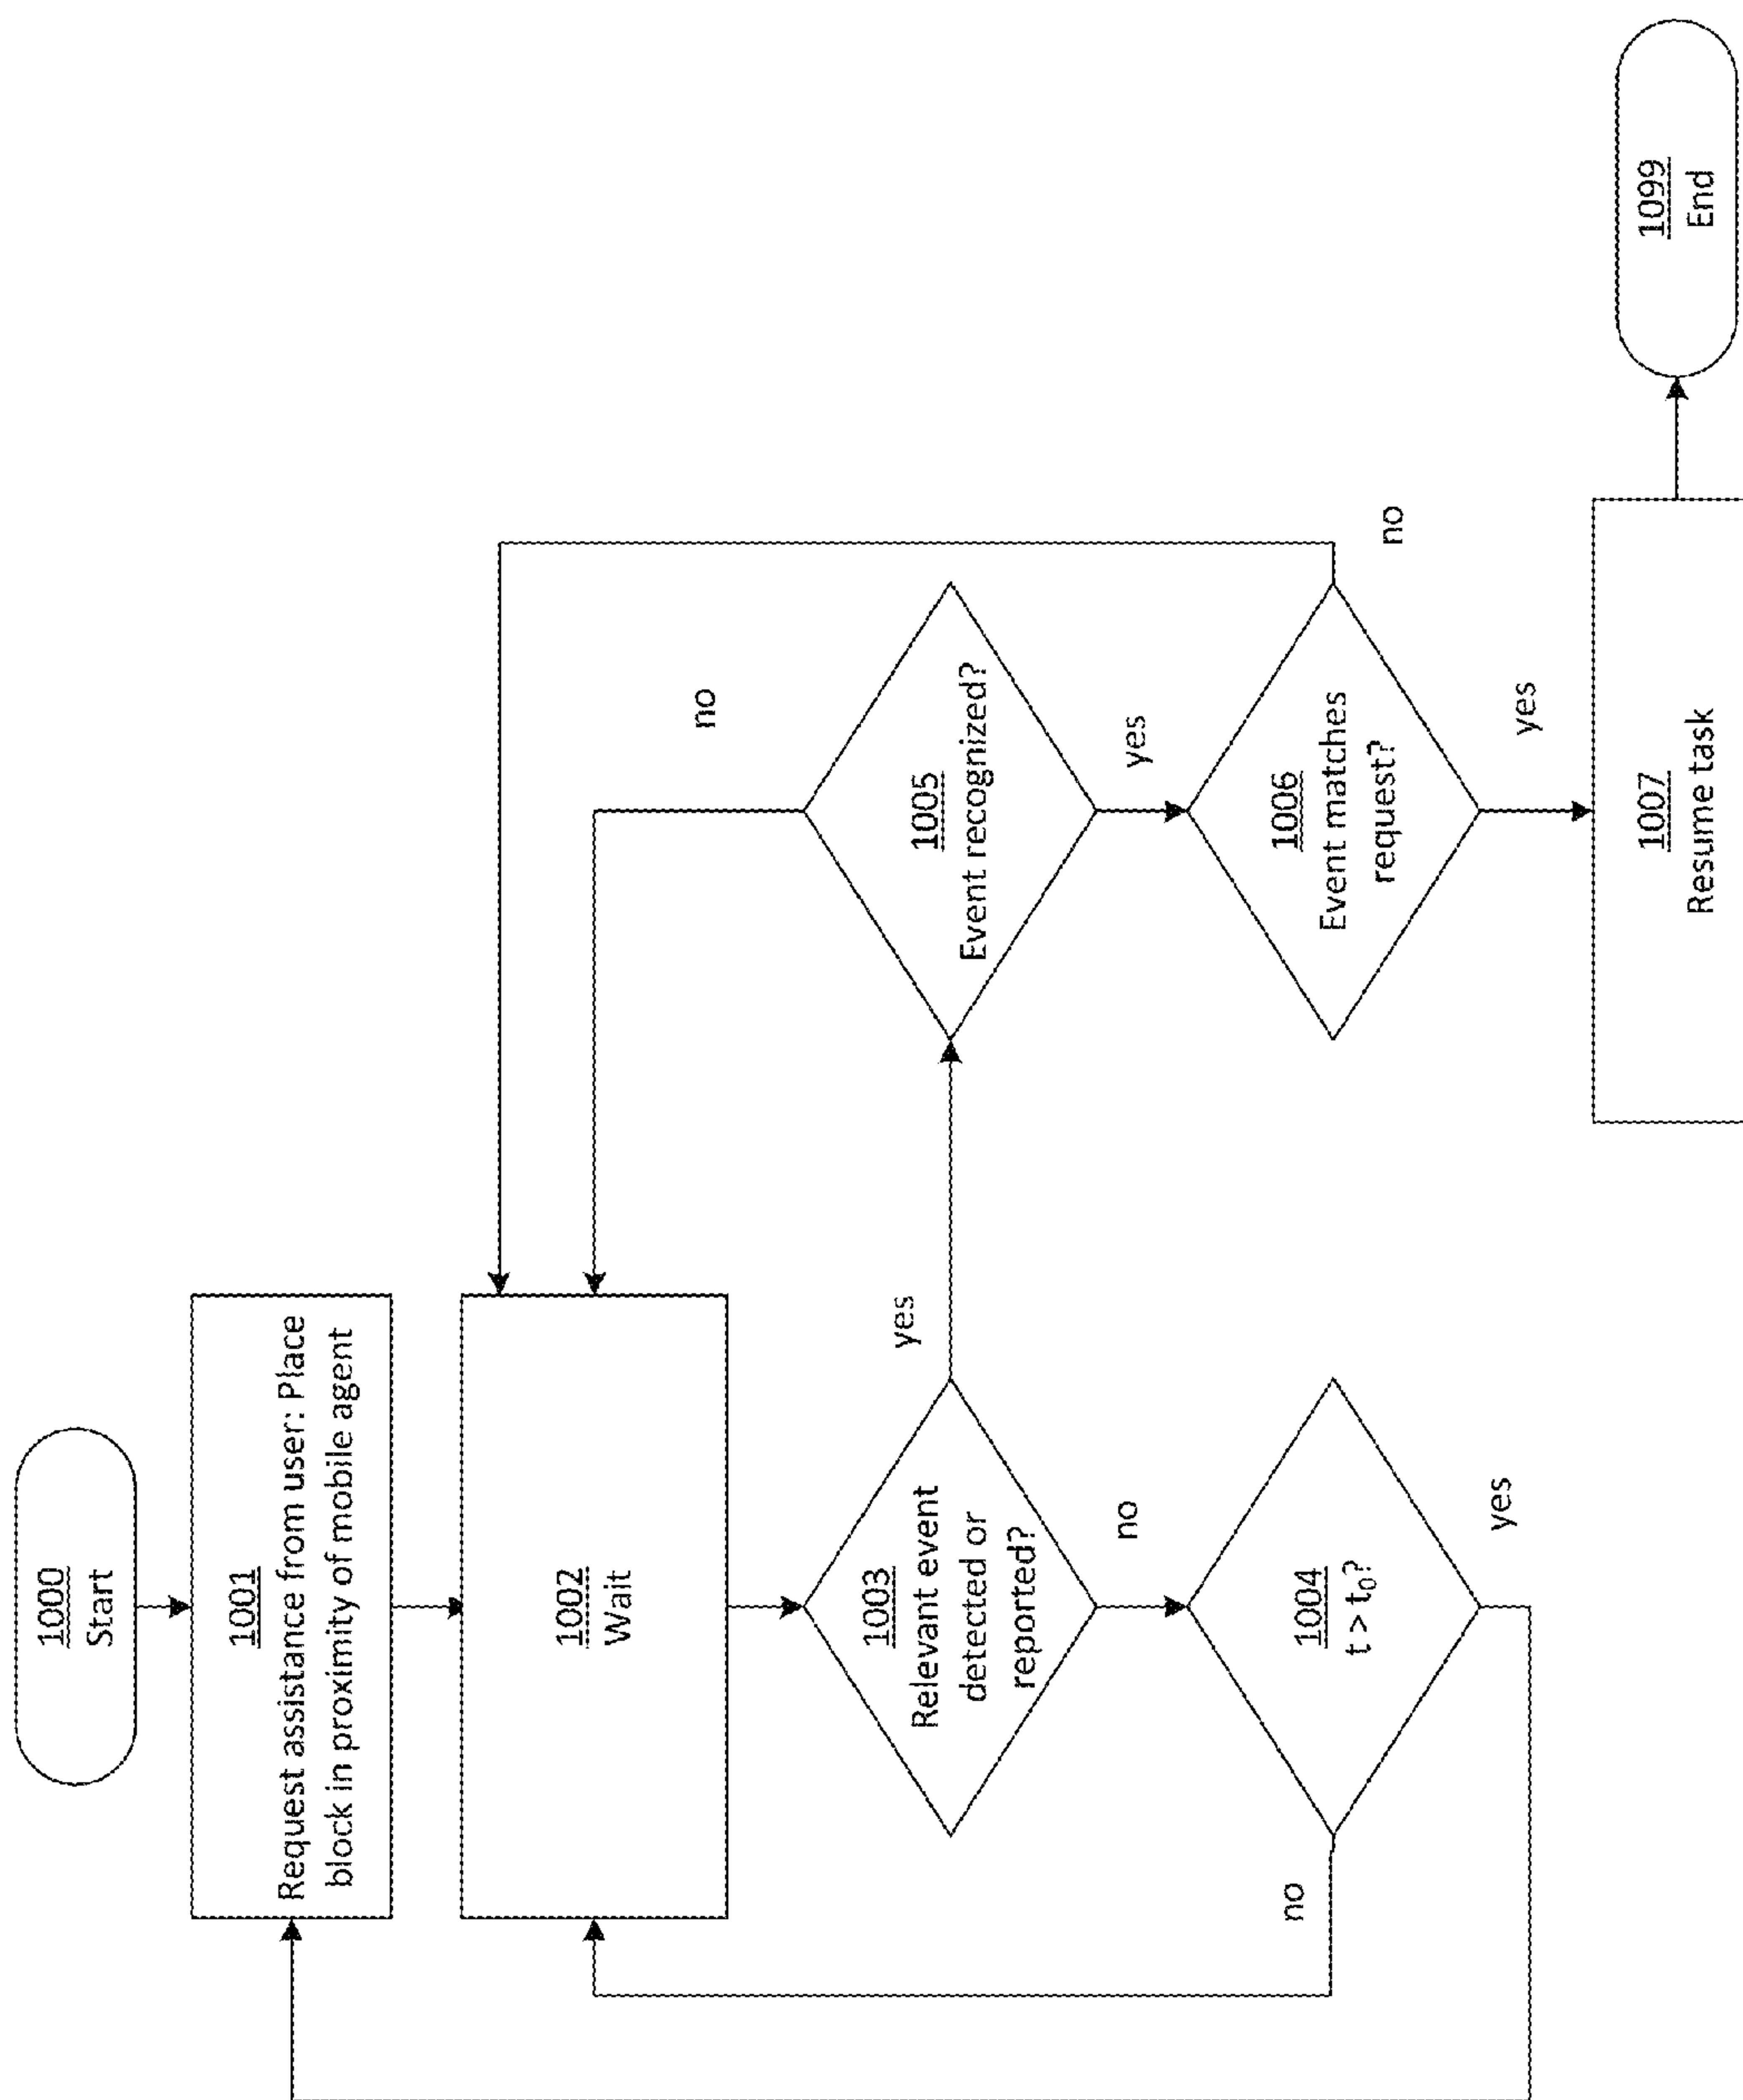 1000
Start
1001
Request assistance from user: Place
block in proximity of mobile agent
1002
Wait
1003
Relevant event
detected or
reported?
yes
no
1004
t > t₀?
no
yes
1005
Event recognized?
no
yes
1006
Event matches
request?
no
yes
1007
Resume task
1099
End